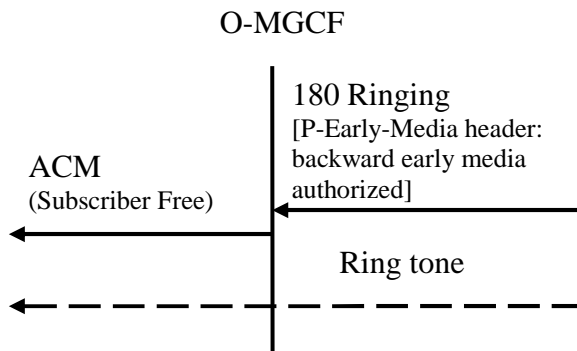 O-MGCF
180 Ringing
[P-Early-Media header:
backward early media
authorized]
ACM
(Subscriber Free)
Ring tone